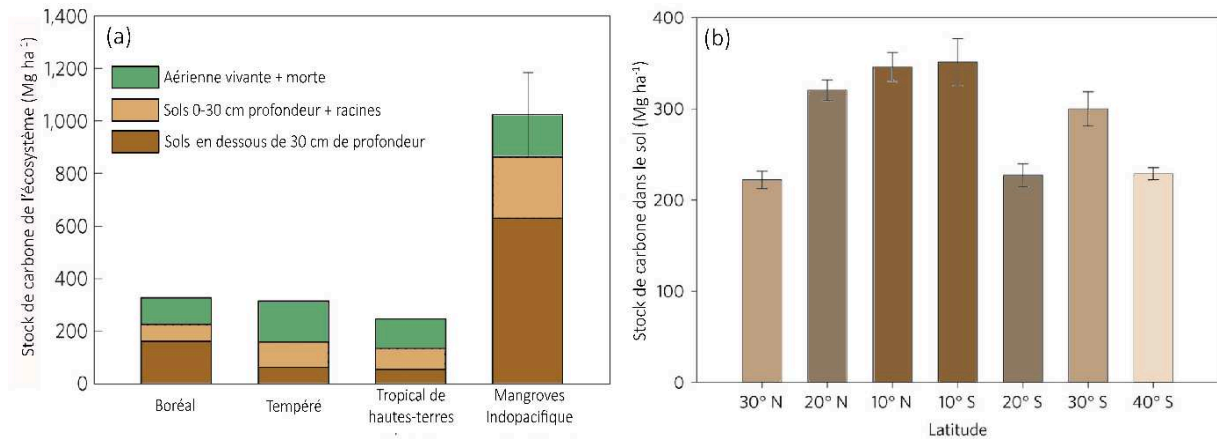 (a)
Stock de carbone de l'écosystème (Mg ha⁻¹)
1,400
1,200
1,000
800
600
400
200
0
Aérienne vivante + morte
Sols 0-30 cm profondeur + racines
Sols en dessous de 30 cm de profondeur
Boréal
Tempéré
Tropical de
hautes-terres
Mangroves
Indopacifique
(b)
Stock de carbone dans le sol (Mg ha⁻¹)
400
300
200
100
0
30° N
20° N
10° N
10° S
20° S
30° S
40° S
Latitude